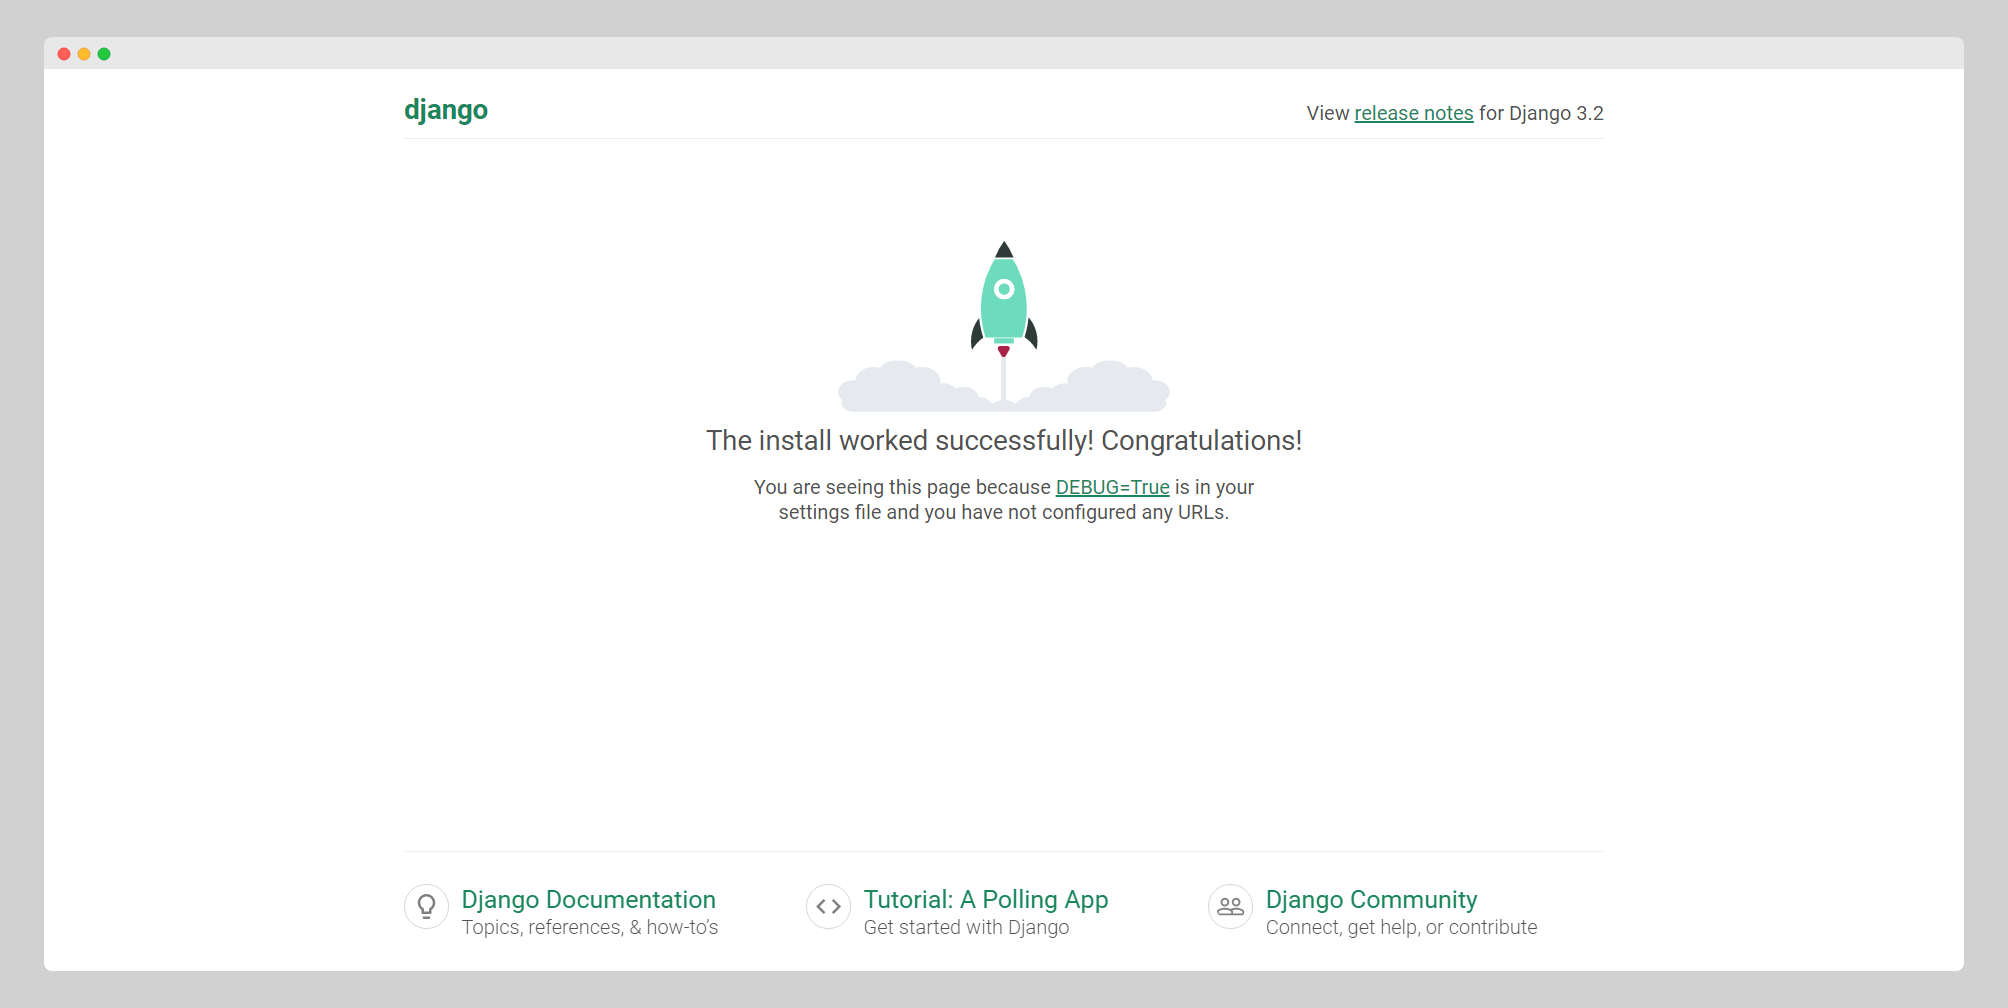 django
View release notes for Django 3.2
The install worked successfully! Congratulations!
You are seeing this page because DEBUG=True is in your
settings file and you have not configured any URLs.
Django Documentation
Topics, references, & how-to’s
Tutorial: A Polling App
Get started with Django
Django Community
Connect, get help, or contribute